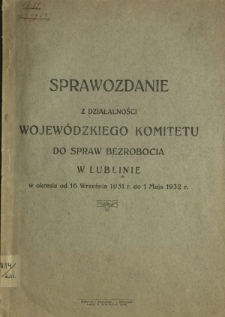 SPRAWOZDANIE
Z DZIAŁALNOŚCI
WOJEWÓDZKIEGO KOMITETU
DO SPRAW BEZROBOCIA
W LUBLINIE
w okresie od 16 Września 1931 r. do 1 Maja 1932 r.